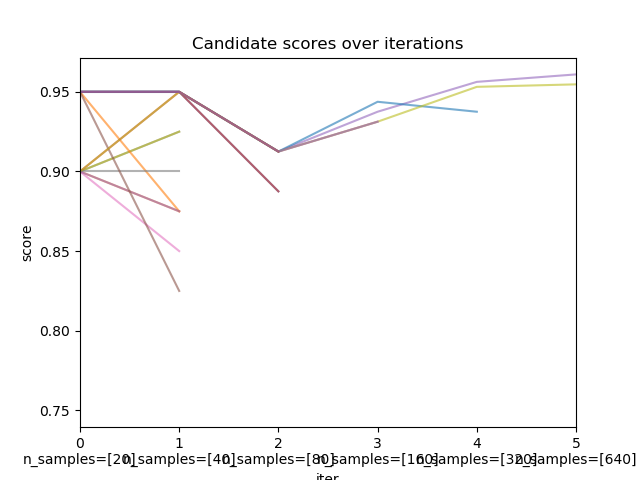 Candidate scores over iterations
score
0.95
0.90
0.85
0.80
0.75
0 1 2 3 4 5
n_samples=[20] n_samples=[40] n_samples=[80] n_samples=[160] n_samples=[320] n_samples=[640]
iter